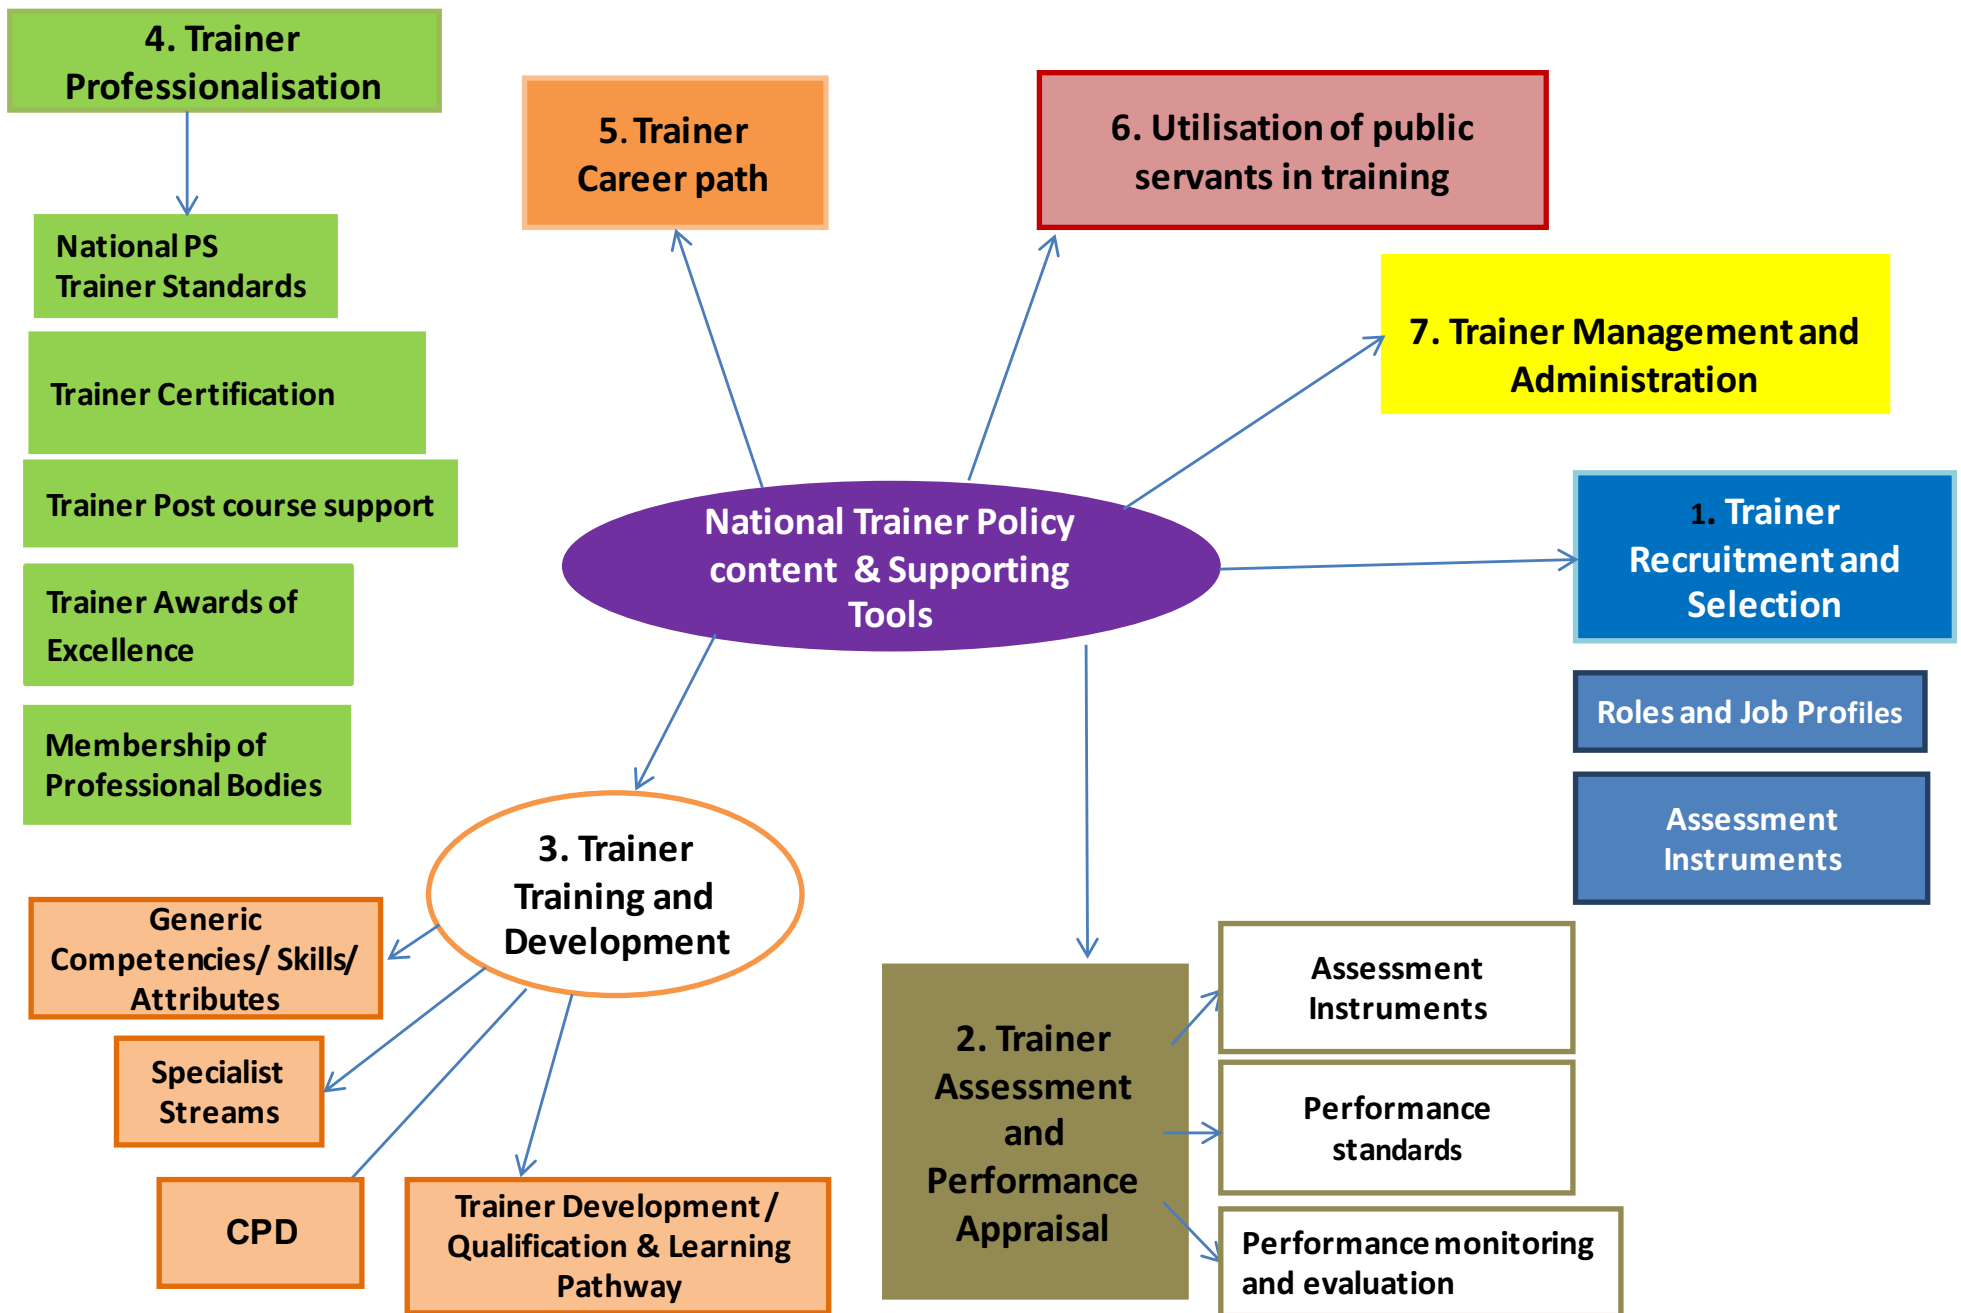 4. Trainer
Professionalisation
National PS
Trainer Standards
Trainer Certification
Trainer Post course support
Trainer Awards of
Excellence
Membership of
Professional Bodies
5. Trainer
Career path
6. Utilisation of public
servants in training
7. Trainer Management and
Administration
National Trainer Policy
content & Supporting
Tools
1. Trainer
Recruitment and
Selection
Roles and Job Profiles
Assessment
Instruments
3. Trainer
Training and
Development
Generic
Competencies/ Skills/
Attributes
Specialist
Streams
CPD
Trainer Development /
Qualification & Learning
Pathway
2. Trainer
Assessment
and
Performance
Appraisal
Assessment
Instruments
Performance
standards
Performance monitoring
and evaluation